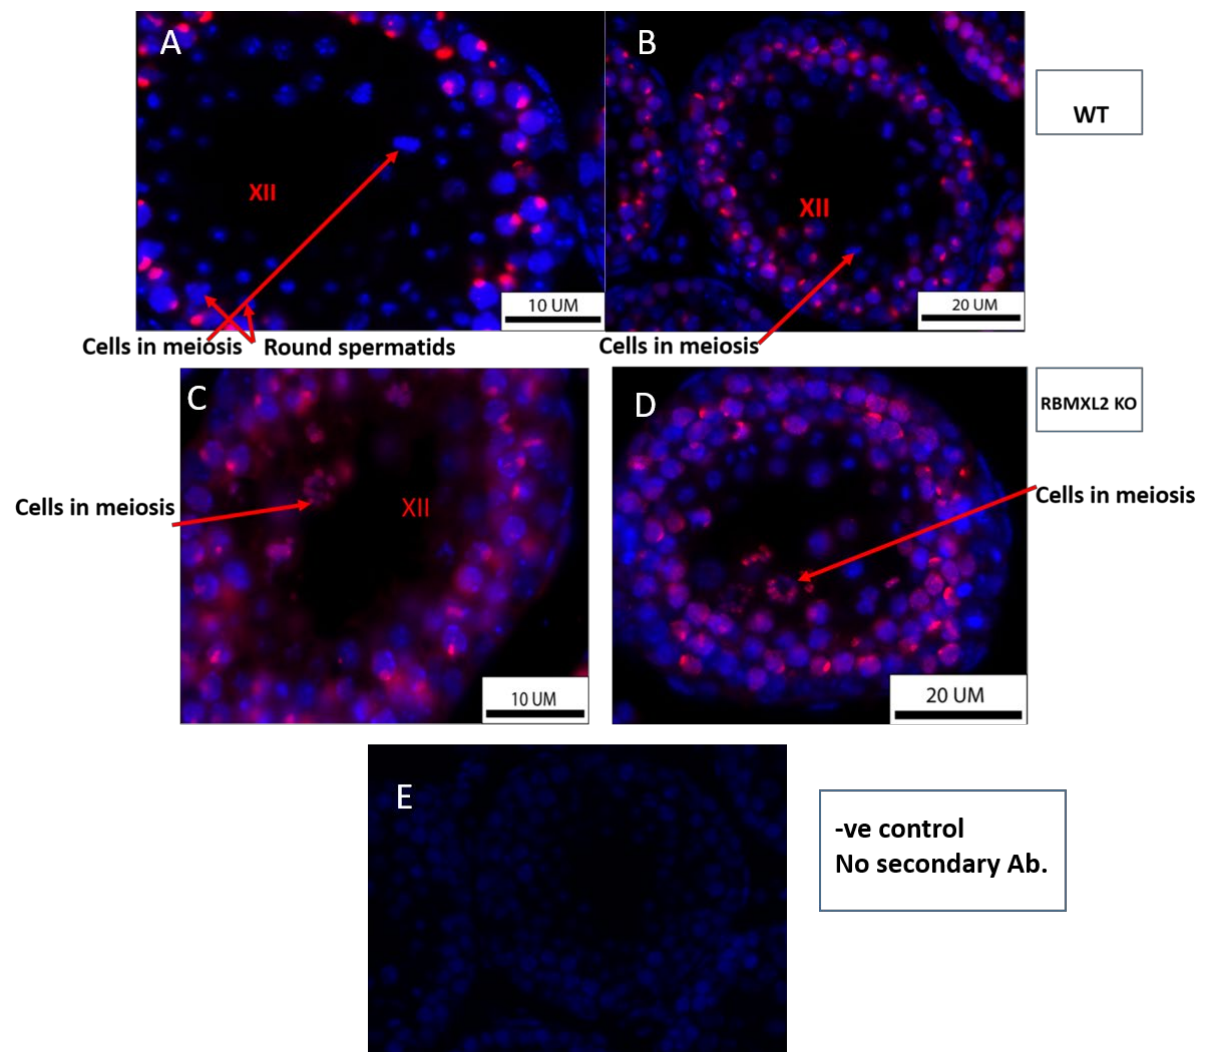 A
B
WT
XII
XII
10 UM
20 UM
Cells in meiosis
Round spermatids
Cells in meiosis
C
D
RBMXL2 KO
Cells in meiosis
XII
Cells in meiosis
10 UM
20 UM
E
-ve control
No secondary Ab.